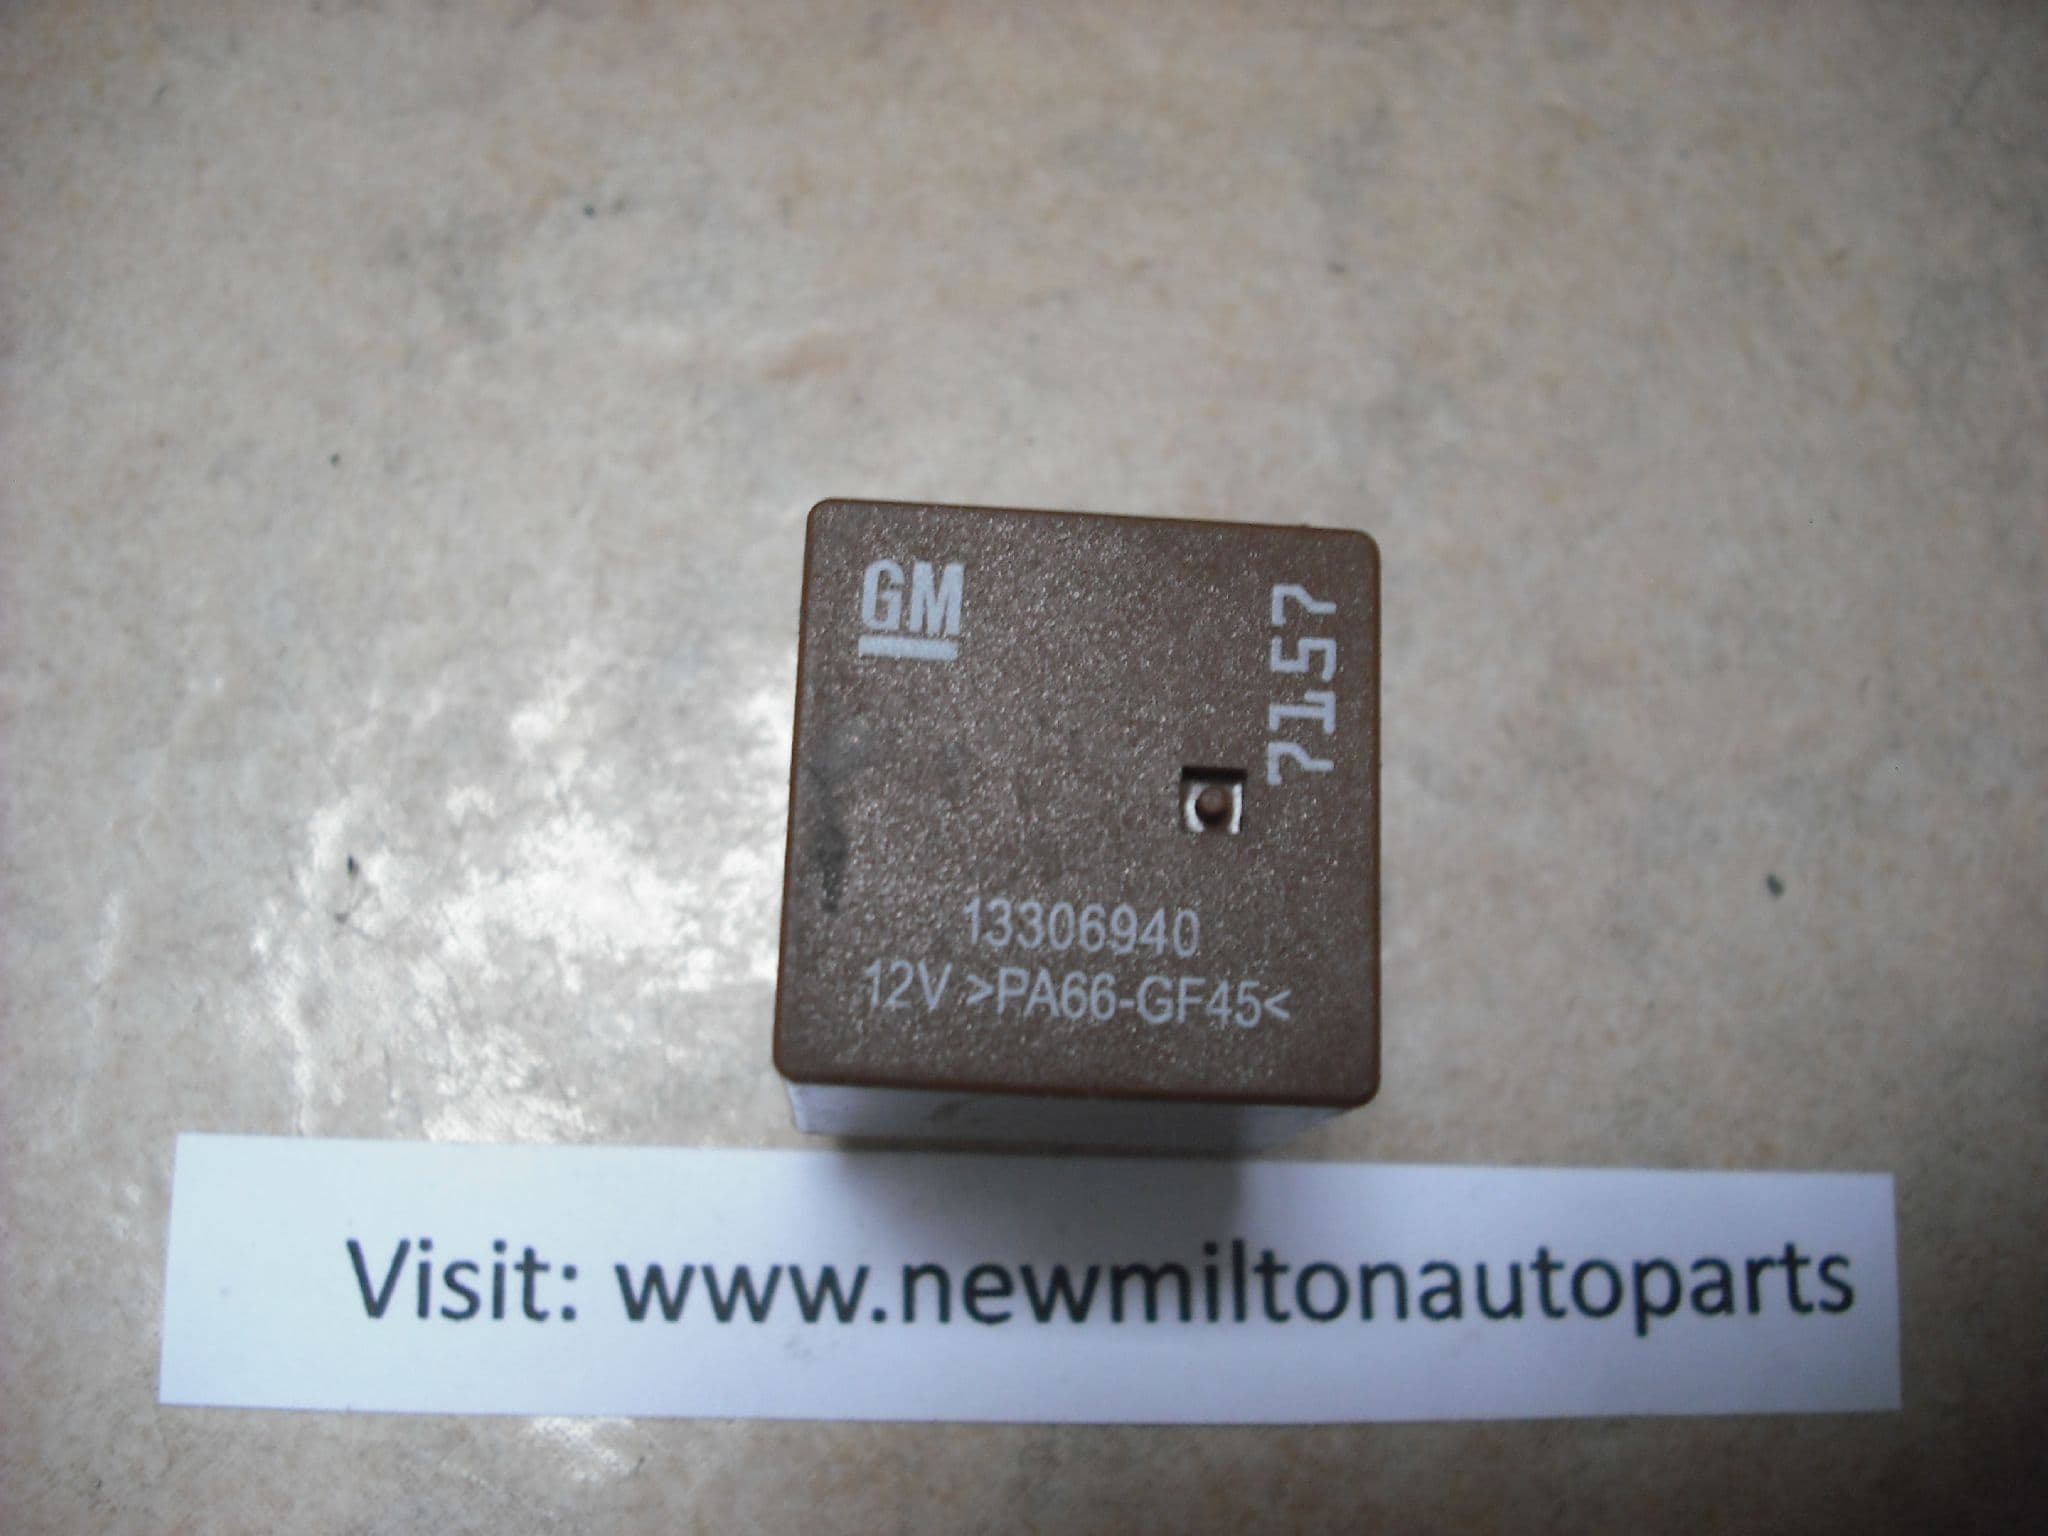 GM
7157
13306940
12V >PA66-GF45<
Visit: www.newmiltonautoparts